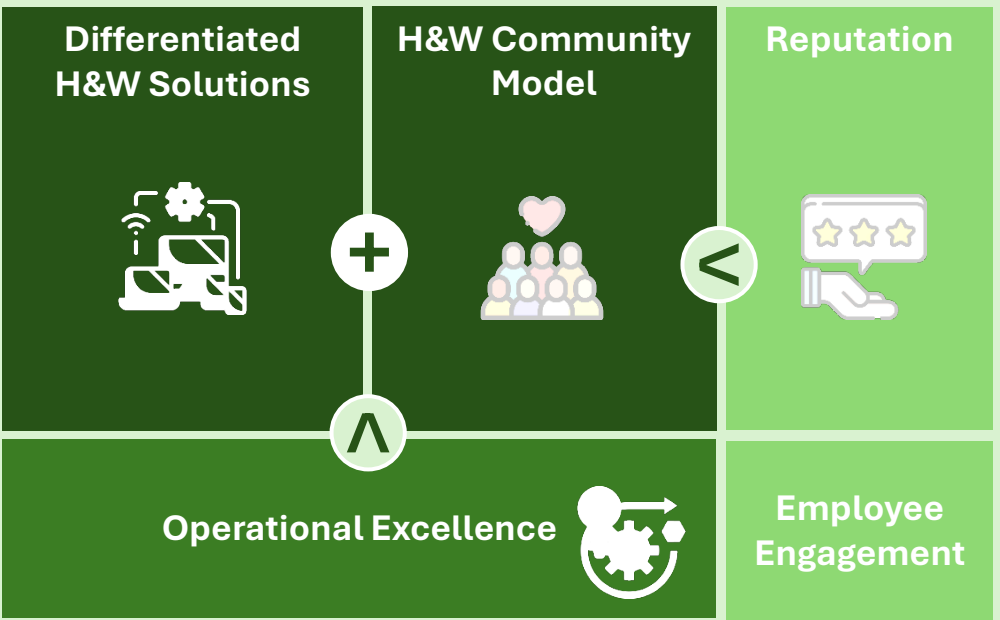 Differentiated
H&W Solutions
H&W Community
Model
Reputation
+
<
<
Operational Excellence
Employee
Engagement